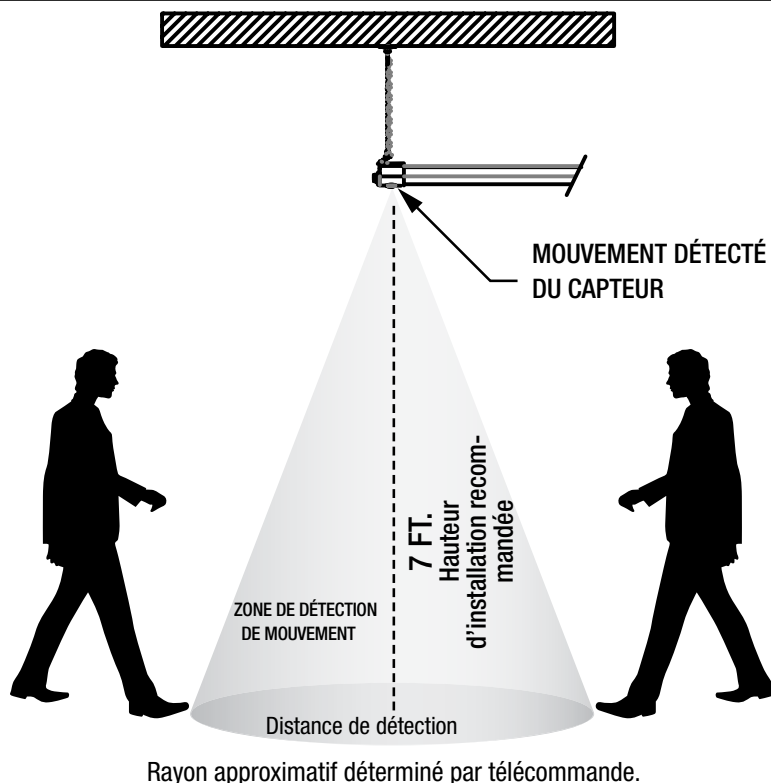 MOUVEMENT DÉTECTÉ
DU CAPTEUR
7 FT.
Hauteur
d’installation recom-
mandée
ZONE DE DÉTECTION
DE MOUVEMENT
Distance de détection
Rayon approximatif déterminé par télécommande.